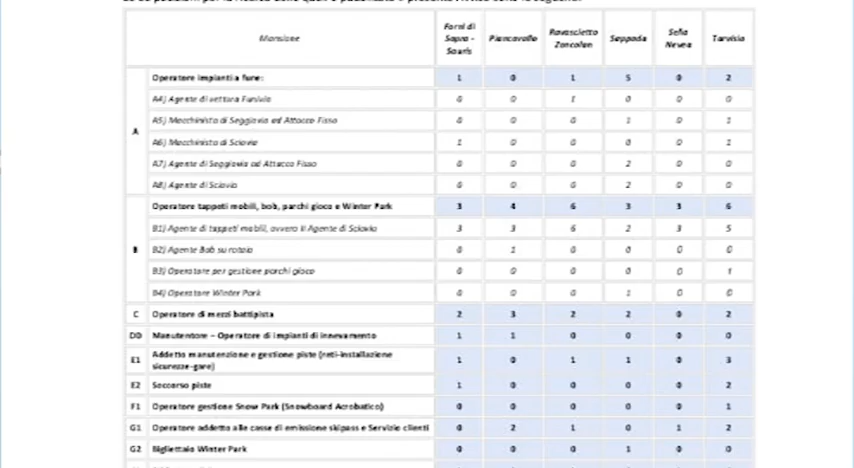 Mansione Forni di Sopra - Sauris Piancavallo Ravascletto Zoncolan Sappada Sella Nevea Tarvisio
A Operatore impianti a fune: 1 0 1 5 0 2
A4) Agente di vettura Funivia 0 0 1 0 0 0
A5) Macchinista di Seggiovia ad Attacco Fisso 0 0 0 1 0 1
A6) Macchinista di Sciovia 1 0 0 0 0 1
A7) Agente di Seggiovia ad Attacco Fisso 0 0 0 2 0 0
A8) Agente di Sciovia 0 0 0 2 0 0
B Operatore tappeti mobili, bob, parchi gioco e Winter Park 3 4 6 3 3 6
B1) Agente di tappeti mobili, ovvero il Agente di Sciovia 3 3 6 2 3 5
B2) Agente Bob su rotaia 0 1 0 0 0 0
B3) Operatore per gestione parchi gioco 0 0 0 0 0 1
B4) Operatore Winter Park 0 0 0 1 0 0
C Operatore di mezzi battipista 2 3 2 2 0 2
D0 Manutentore – Operatore di impianti di innevamento 1 1 0 0 0 0
E1 Addetto manutenzione e gestione piste (reti-installazione sicurezze-gare) 1 0 1 1 0 3
E2 Soccorso piste 1 0 0 0 0 2
F1 Operatore gestione Snow Park (Snowboard Acrobatico) 0 0 0 0 0 1
G1 Operatore addetto alle casse di emissione skipass e Servizio clienti 0 2 1 0 1 2
G2 Bigliettaio Winter Park 0 0 0 1 0 0